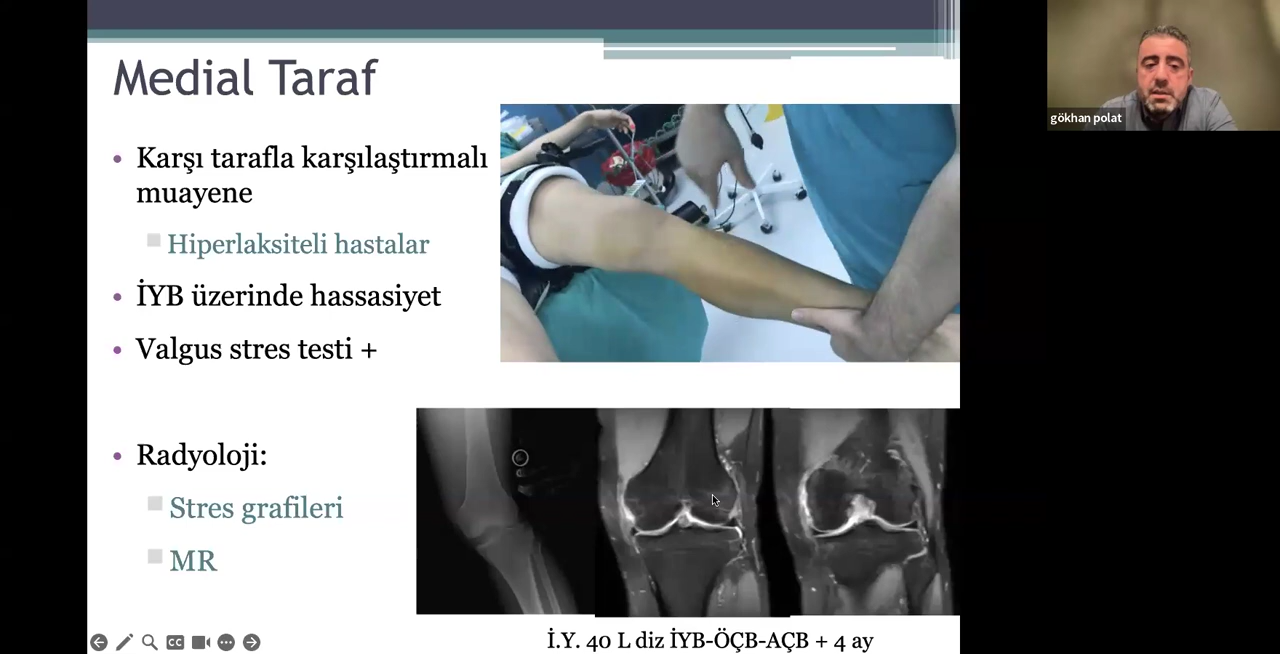 Medial Taraf
Karşı tarafla karşılaştırmalı
muayene
Hiperlaksiteli hastalar
İYB üzerinde hassasiyet
Valgus stres testi +
Radyoloji:
Stres grafileri
MR
İ.Y. 40 L diz İYB-ÖÇB-AÇB + 4 ay
gökhan polat
CC